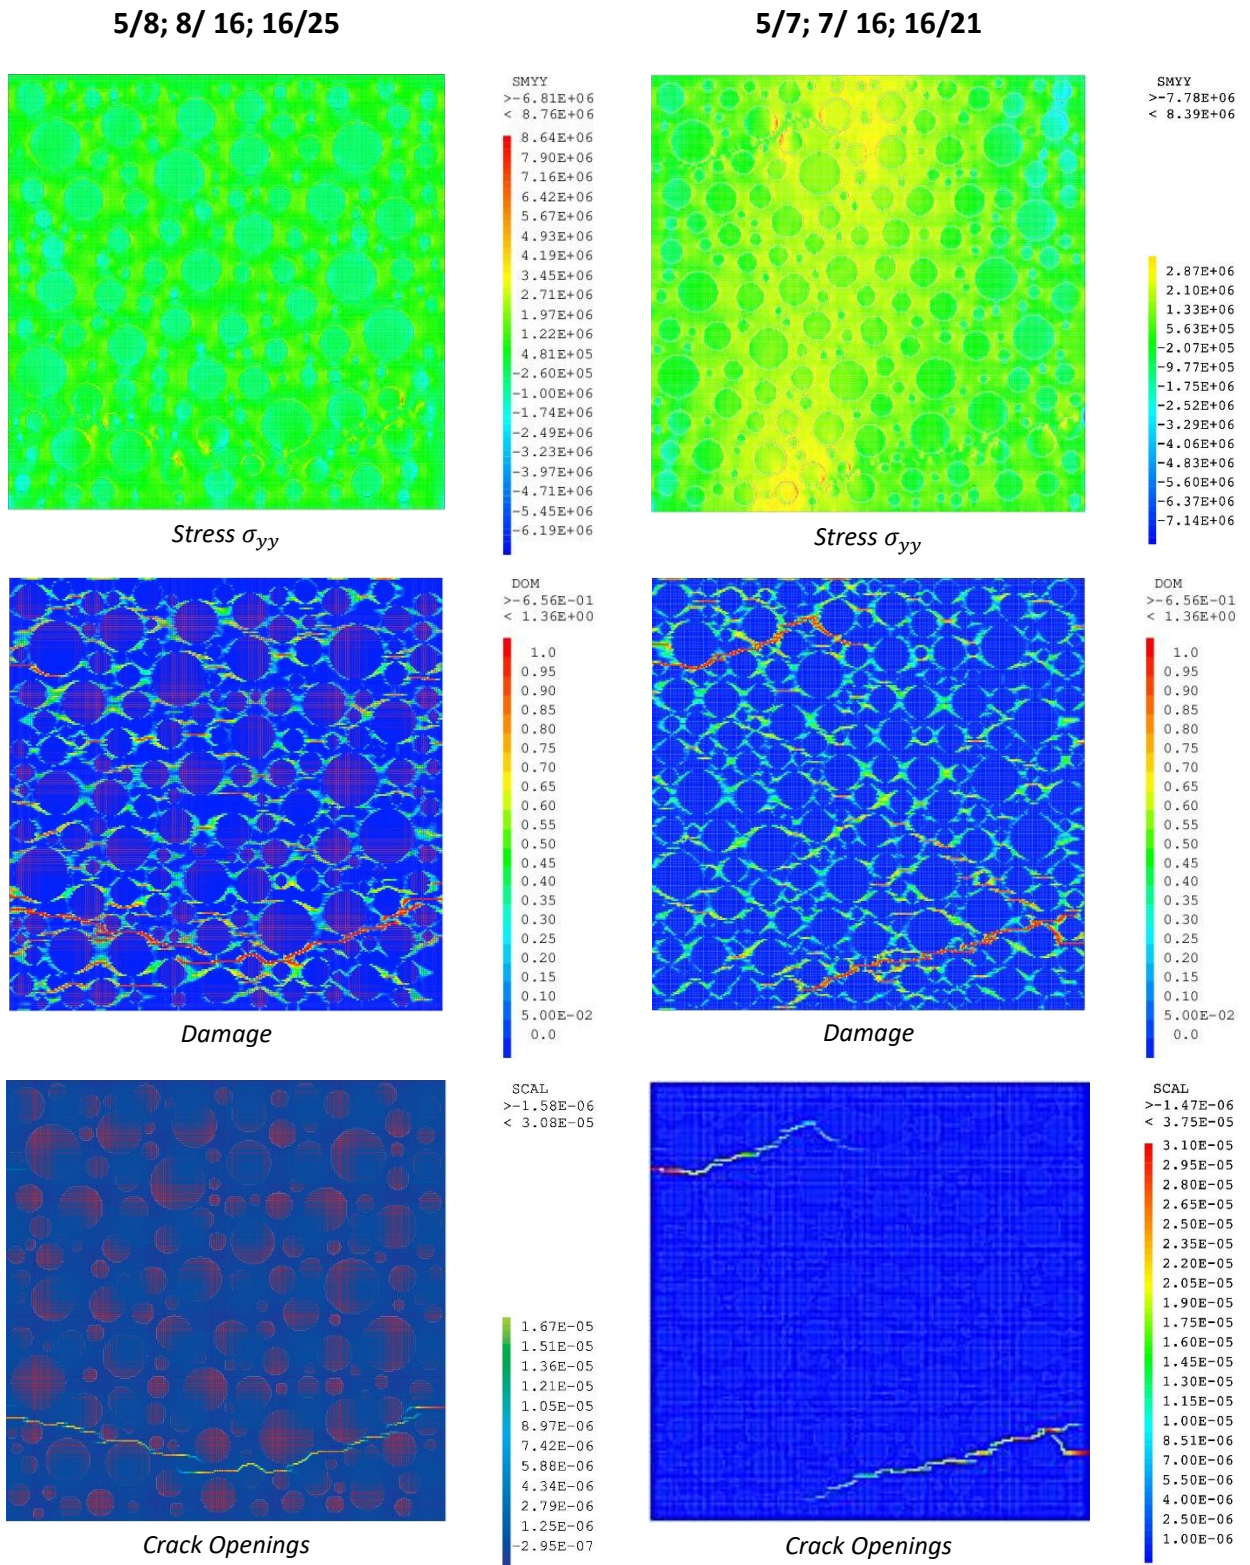 5/8; 8/ 16; 16/25
5/7; 7/ 16; 16/21
SMYY
>-6.81E+06
< 8.76E+06
8.64E+06
7.90E+06
7.16E+06
6.42E+06
5.67E+06
4.93E+06
4.19E+06
3.45E+06
2.71E+06
1.97E+06
1.22E+06
4.81E+05
-2.60E+05
-1.00E+06
-1.74E+06
-2.49E+06
-3.23E+06
-3.97E+06
-4.71E+06
-5.45E+06
-6.19E+06
Stress σyy
SMYY
>-7.78E+06
< 8.39E+06
2.87E+06
2.10E+06
1.33E+06
5.63E+05
-2.07E+05
-9.77E+05
-1.75E+06
-2.52E+06
-3.29E+06
-4.06E+06
-4.83E+06
-5.60E+06
-6.37E+06
-7.14E+06
Stress σyy
DOM
>-6.56E-01
< 1.36E+00
1.0
0.95
0.90
0.85
0.80
0.75
0.70
0.65
0.60
0.55
0.50
0.45
0.40
0.35
0.30
0.25
0.20
0.15
0.10
5.00E-02
0.0
Damage
DOM
>-6.56E-01
< 1.36E+00
1.0
0.95
0.90
0.85
0.80
0.75
0.70
0.65
0.60
0.55
0.50
0.45
0.40
0.35
0.30
0.25
0.20
0.15
0.10
5.00E-02
0.0
Damage
SCAL
>-1.58E-06
< 3.08E-05
1.67E-05
1.51E-05
1.36E-05
1.21E-05
1.05E-05
8.97E-06
7.42E-06
5.88E-06
4.34E-06
2.79E-06
1.25E-06
-2.95E-07
Crack Openings
SCAL
>-1.47E-06
< 3.75E-05
3.10E-05
2.95E-05
2.80E-05
2.65E-05
2.50E-05
2.35E-05
2.20E-05
2.05E-05
1.90E-05
1.75E-05
1.60E-05
1.45E-05
1.30E-05
1.15E-05
1.00E-05
8.51E-06
7.00E-06
5.50E-06
4.00E-06
2.50E-06
1.00E-06
Crack Openings